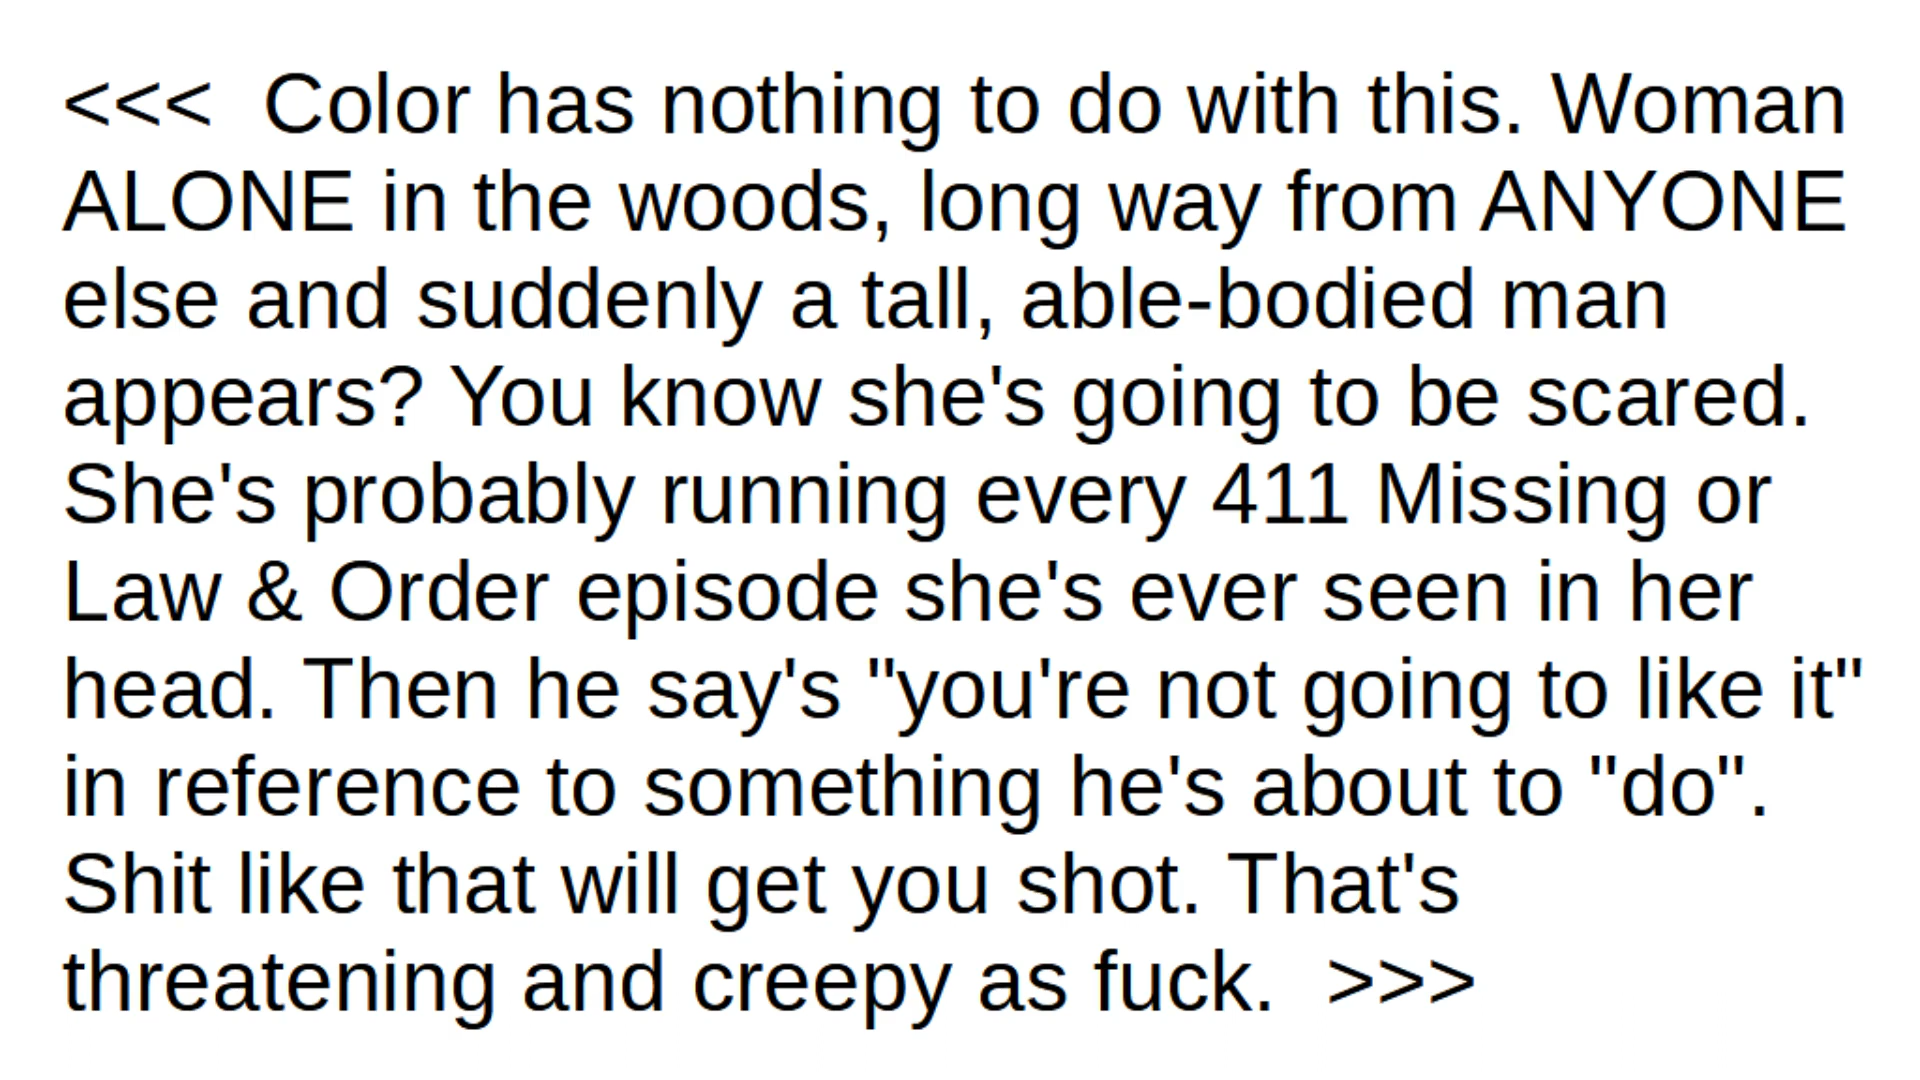 <<<  Color has nothing to do with this. Woman
ALONE in the woods, long way from ANYONE
else and suddenly a tall, able-bodied man
appears? You know she's going to be scared.
She's probably running every 411 Missing or
Law & Order episode she's ever seen in her
head. Then he say's "you're not going to like it"
in reference to something he's about to "do".
Shit like that will get you shot. That's
threatening and creepy as fuck.  >>>